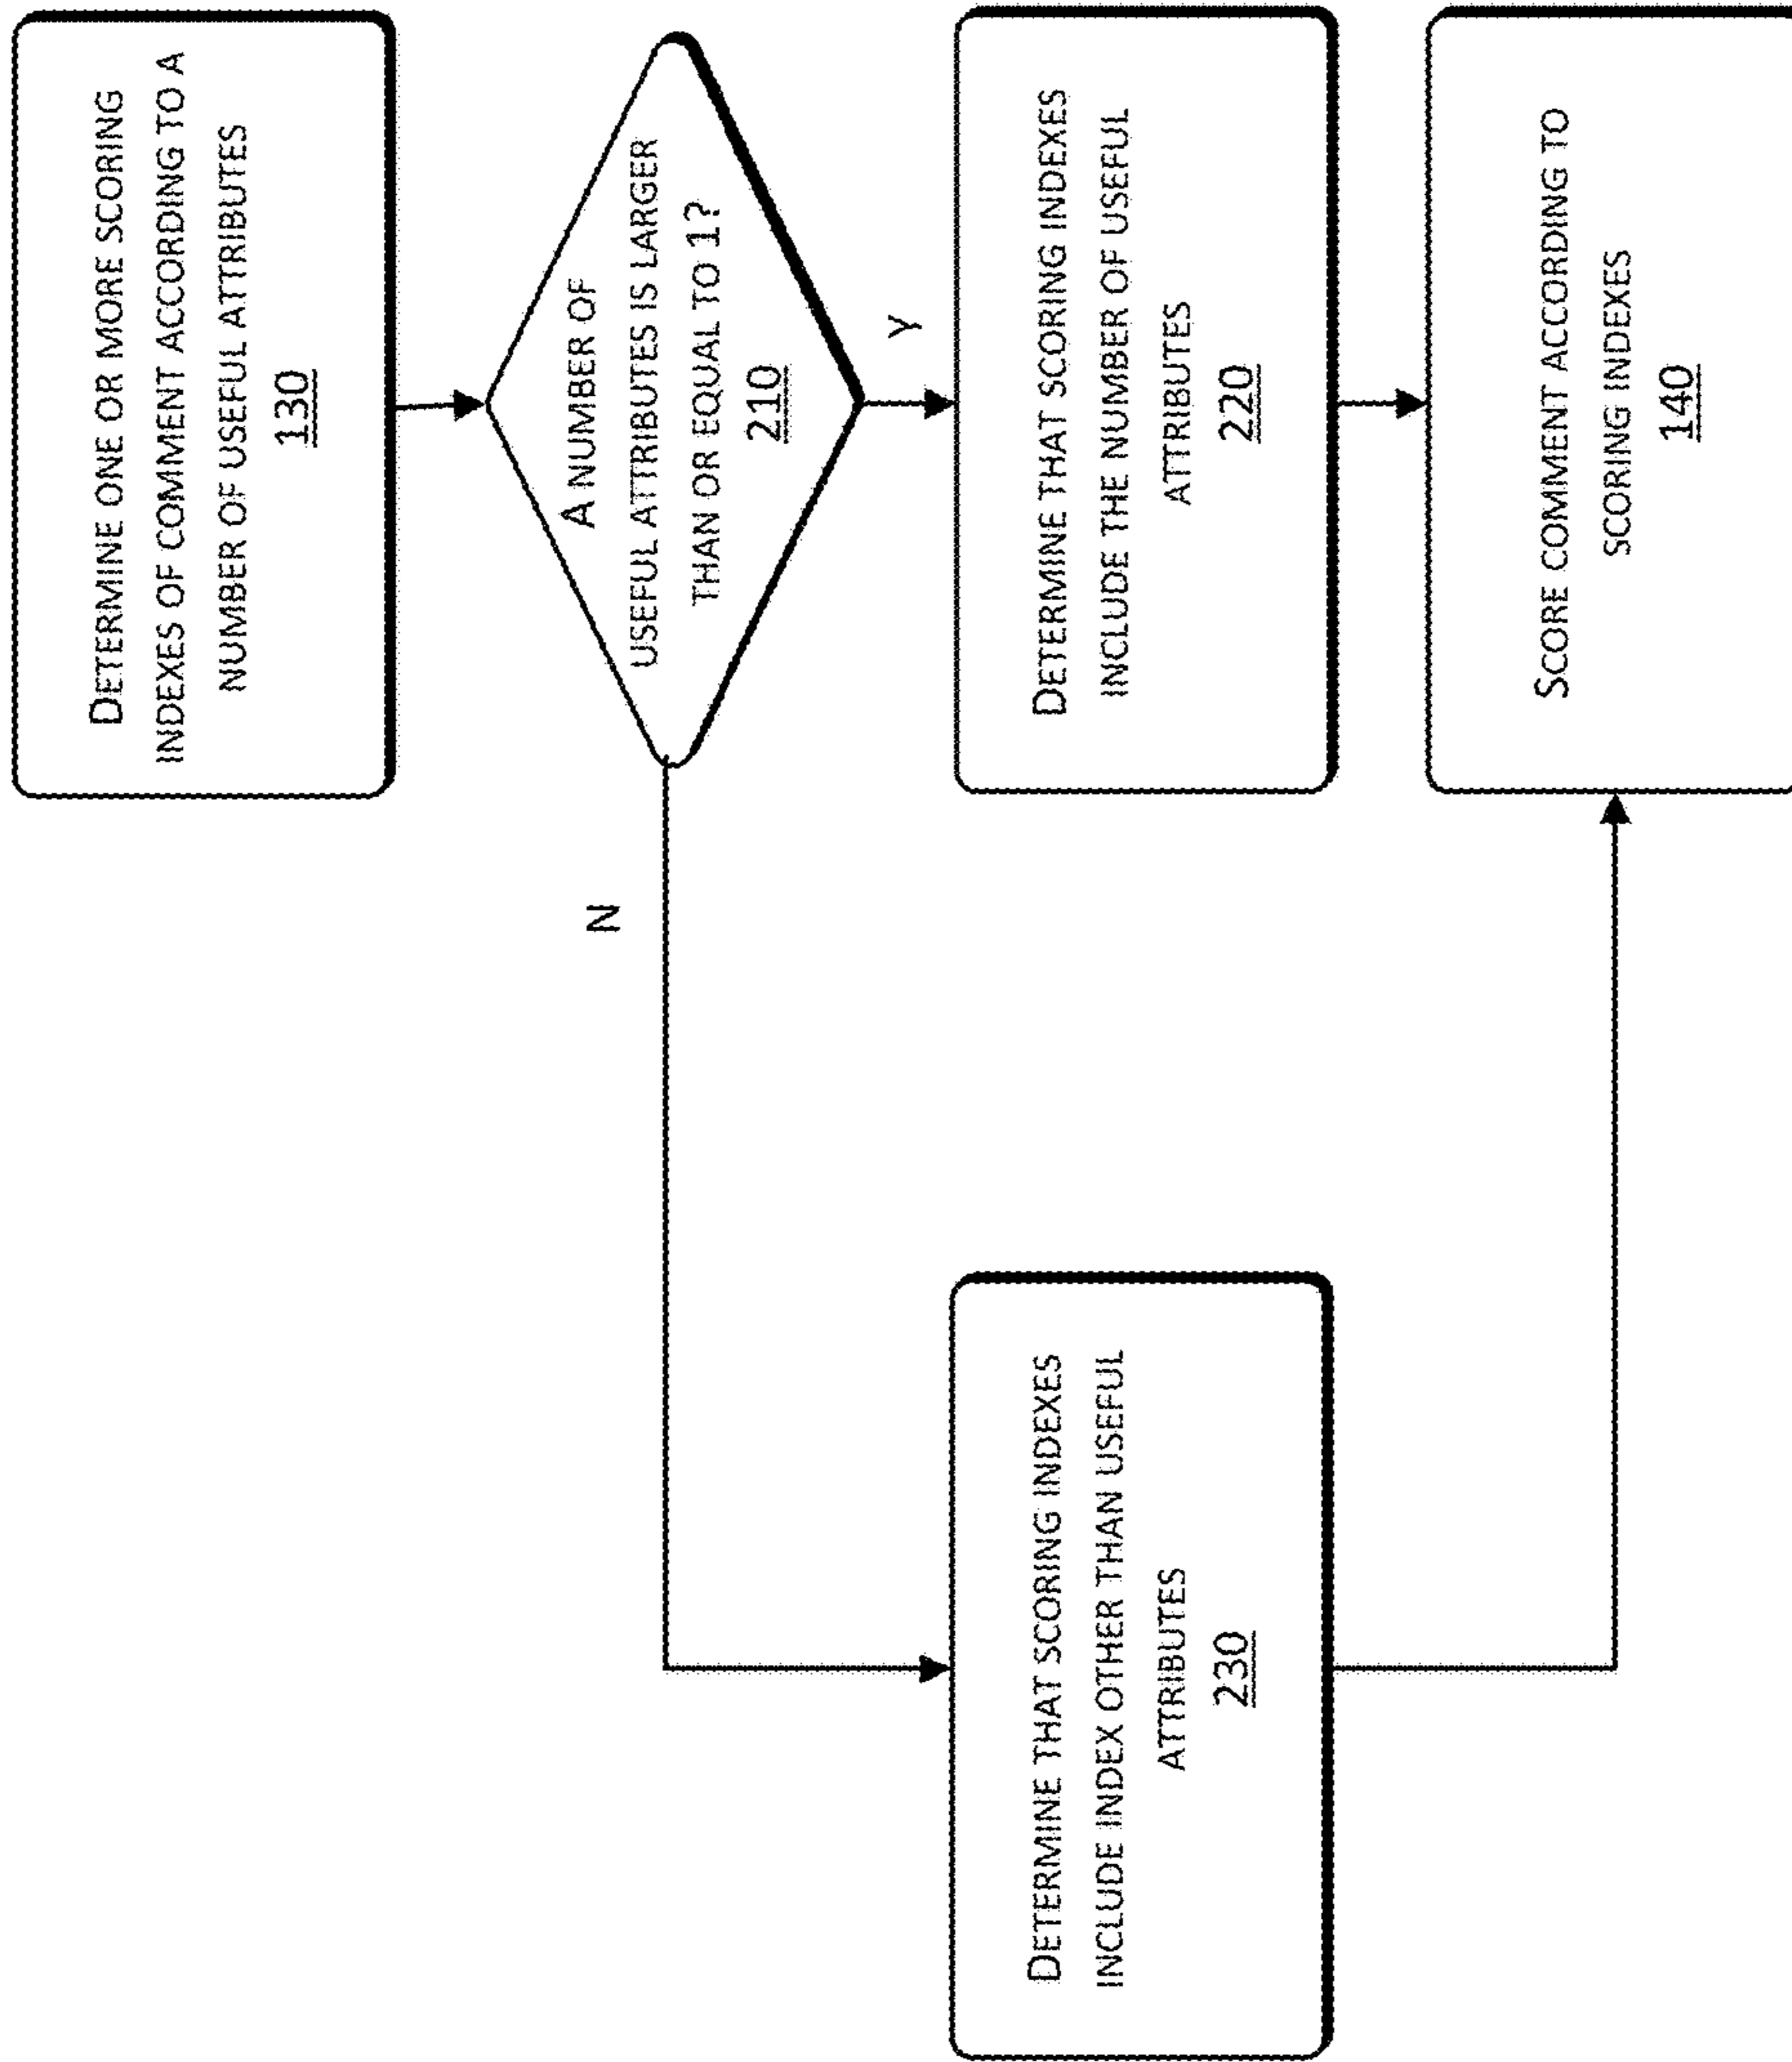 DETERMINE ONE OR MORE SCORING
INDEXES OF COMMENT ACCORDING TO A
NUMBER OF USEFUL ATTRIBUTES
130
A NUMBER OF
USEFUL ATTRIBUTES IS LARGER
THAN OR EQUAL TO 1?
210
N
Y
DETERMINE THAT SCORING INDEXES
INCLUDE INDEX OTHER THAN USEFUL
ATTRIBUTES
230
DETERMINE THAT SCORING INDEXES
INCLUDE THE NUMBER OF USEFUL
ATTRIBUTES
220
SCORE COMMENT ACCORDING TO
SCORING INDEXES
140